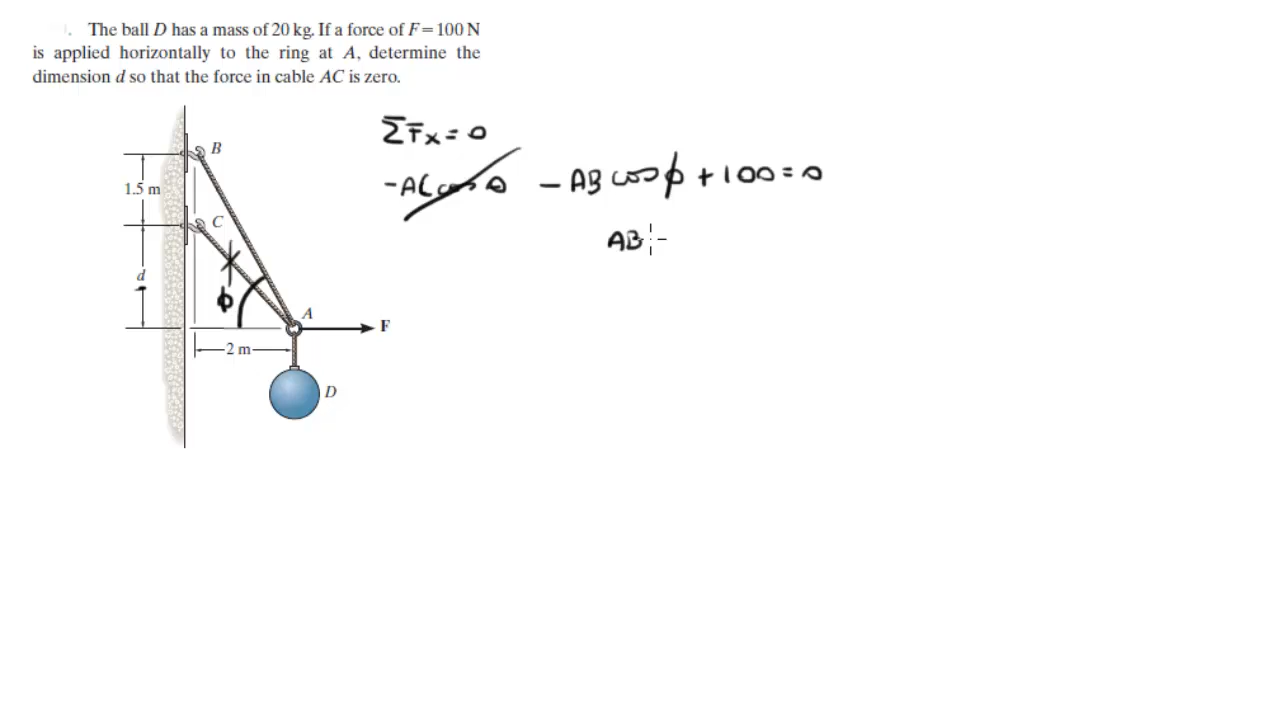 . The ball D has a mass of 20 kg. If a force of F = 100 N
is applied horizontally to the ring at A, determine the
dimension d so that the force in cable AC is zero.
ΣFx = 0
-AC cos θ - AB cos ϕ + 100 = 0
AB
B
1.5 m
C
d
ϕ
A
F
2 m
D